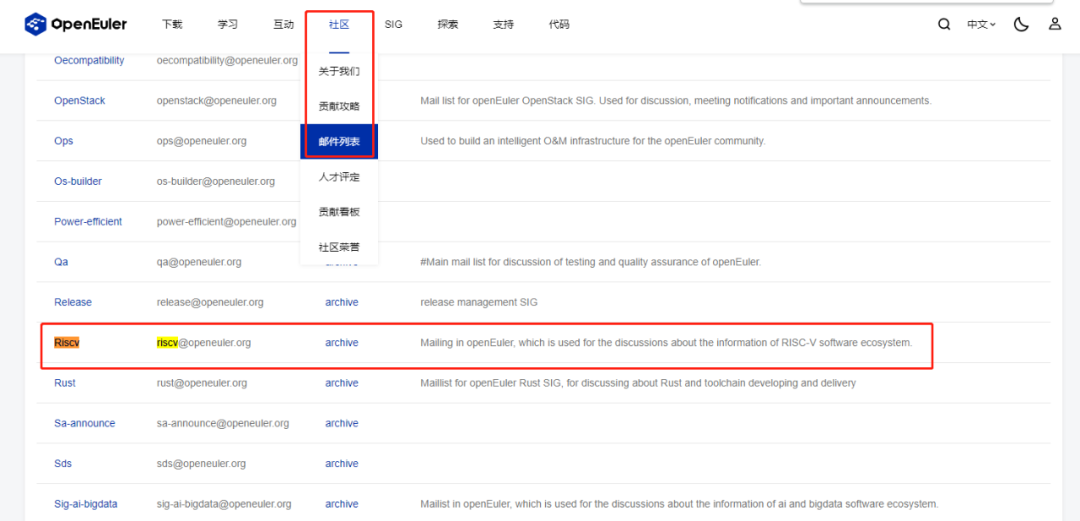 OpenEuler 下载 学习 互动 社区 SIG 探索 支持 代码 中文
关于我们
贡献攻略
邮件列表
人才评定
贡献看板
社区荣誉
Oecompatibility oecompatibility@openeuler.org
OpenStack openstack@openeuler.org Mail list for openEuler OpenStack SIG. Used for discussion, meeting notifications and important announcements.
Ops ops@openeuler.org Used to build an intelligent O&M infrastructure for the openEuler community.
Os-builder os-builder@openeuler.org
Power-efficient power-efficient@openeuler.org
Qa qa@openeuler.org archive #Main mail list for discussion of testing and quality assurance of openEuler.
Release release@openeuler.org archive release management SIG
Riscv riscv@openeuler.org archive Mailing in openEuler, which is used for the discussions about the information of RISC-V software ecosystem.
Rust rust@openeuler.org archive Maillist for openEuler Rust SIG, for discussing about Rust and toolchain developing and delivery
Sa-announce sa-announce@openeuler.org archive
Sds sds@openeuler.org archive
Sig-ai-bigdata sig-ai-bigdata@openeuler.org archive Mailist in openEuler, which is used for the discussions about the information of ai and bigdata software ecosystem.